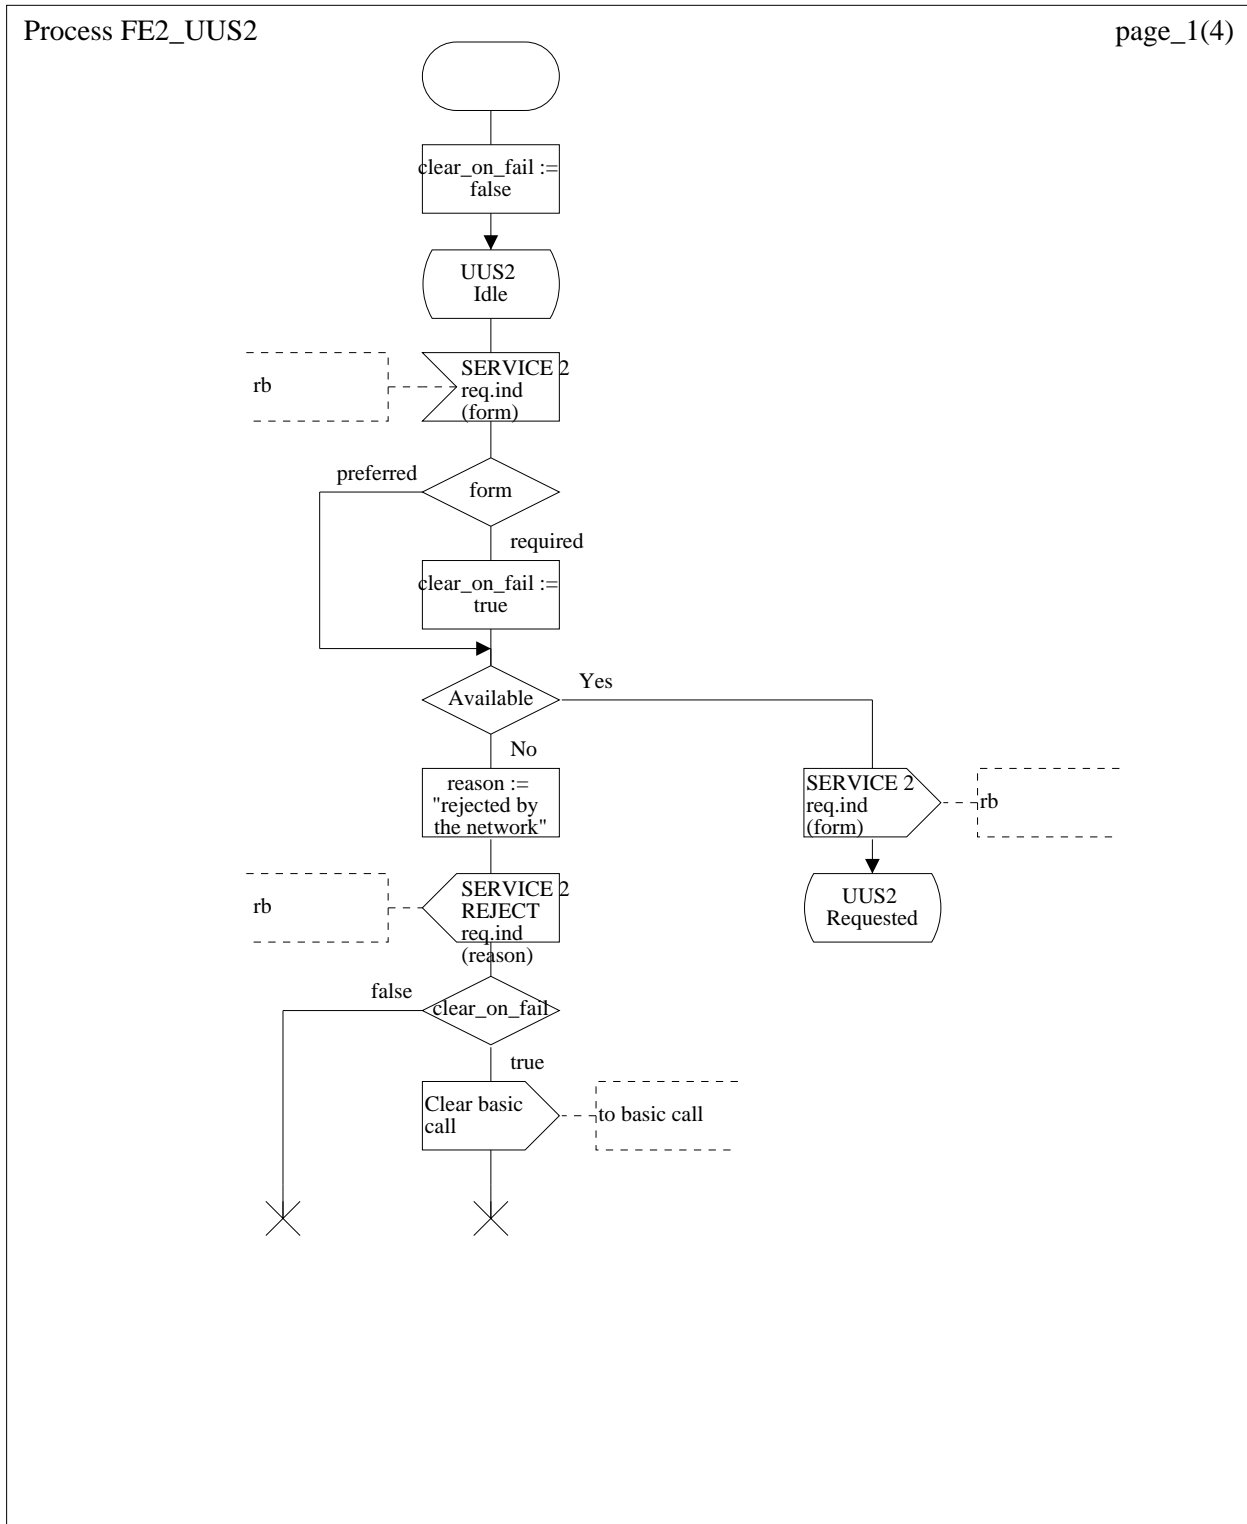 Process FE2_UUS2
page_1(4)
clear_on_fail :=
false
UUS2
Idle
rb
SERVICE 2
req.ind
(form)
preferred
form
required
clear_on_fail :=
true
Available
Yes
No
reason :=
"rejected by
the network"
SERVICE 2
req.ind
(form)
rb
rb
SERVICE 2
REJECT
req.ind
(reason)
UUS2
Requested
false
clear_on_fail
true
Clear basic
call
to basic call